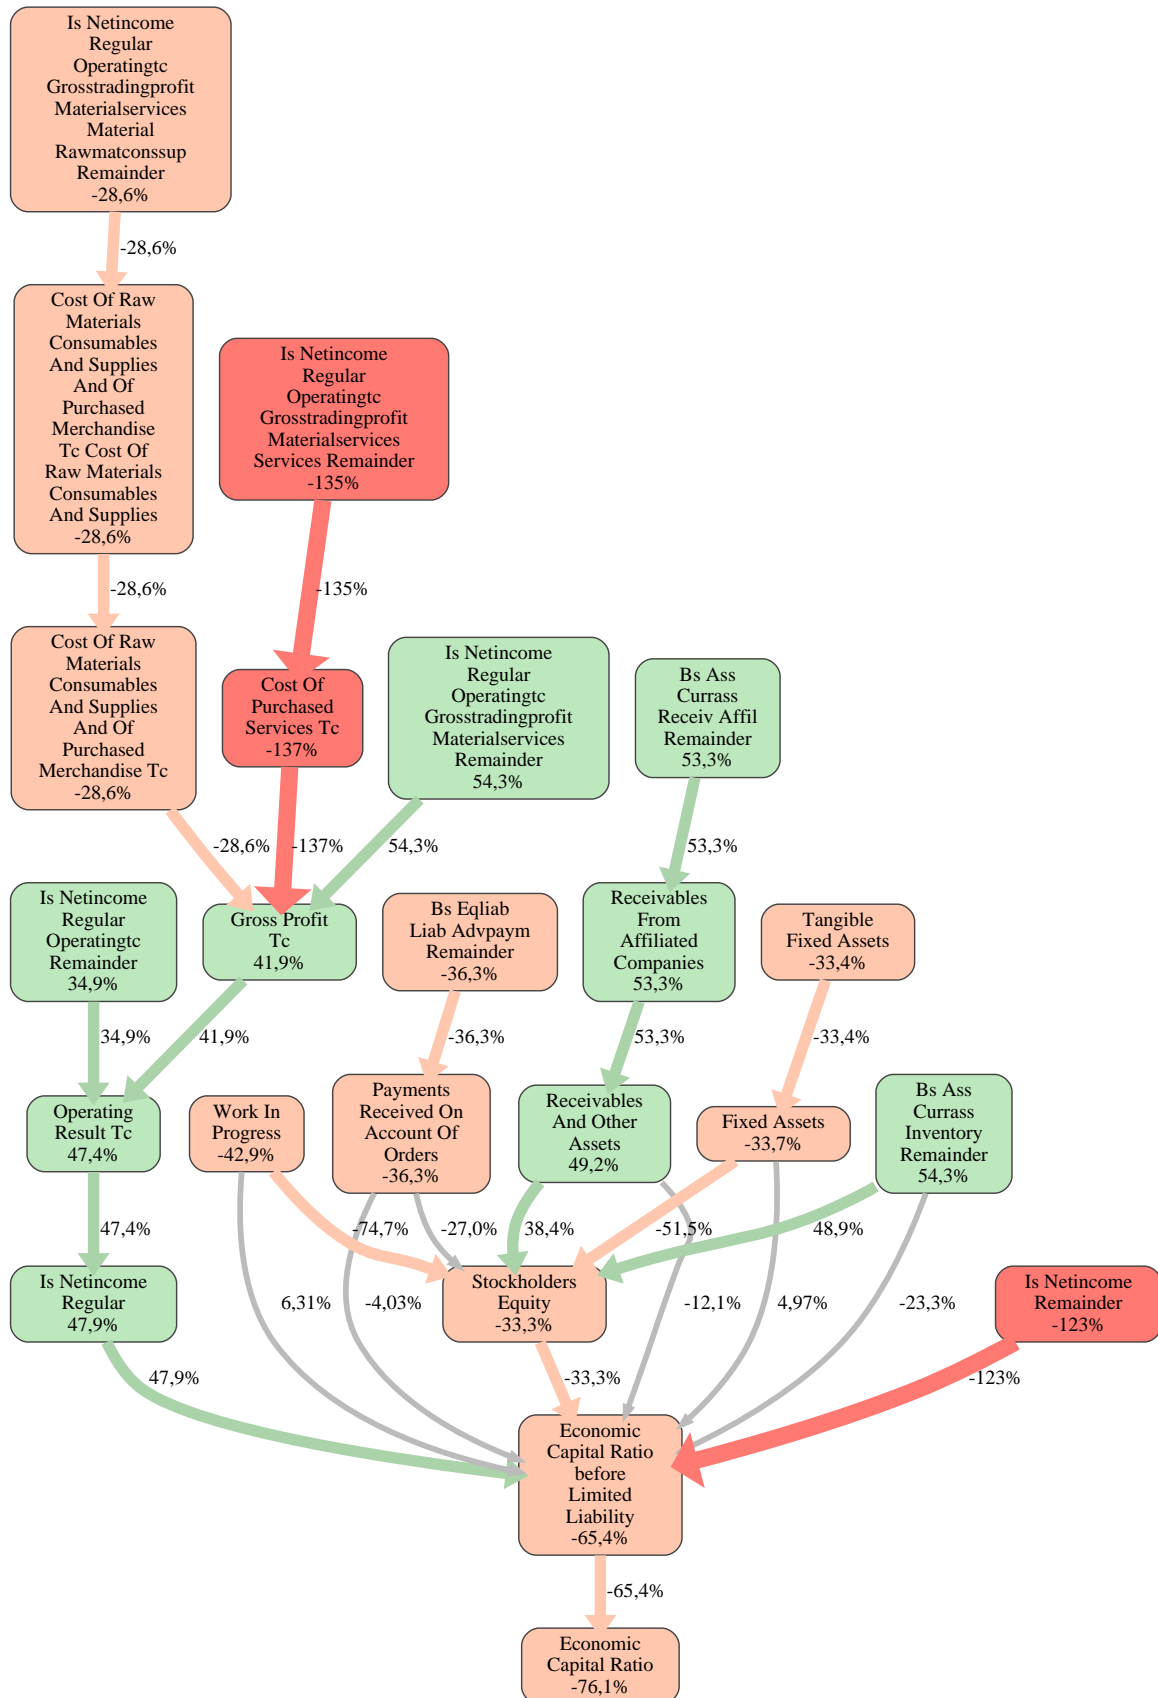 Is Netincome
Regular
Operatingtc
Grosstradingprofit
Materialservices
Material
Rawmatconssup
Remainder
-28,6%
-28,6%
Cost Of Raw
Materials
Consumables
And Supplies
And Of
Purchased
Merchandise
Tc Cost Of
Raw Materials
Consumables
And Supplies
-28,6%
Is Netincome
Regular
Operatingtc
Grosstradingprofit
Materialservices
Services Remainder
-135%
-28,6%
-135%
Cost Of Raw
Materials
Consumables
And Supplies
And Of
Purchased
Merchandise Tc
-28,6%
Cost Of
Purchased
Services Tc
-137%
Is Netincome
Regular
Operatingtc
Grosstradingprofit
Materialservices
Remainder
54,3%
Bs Ass
Currass
Receiv Affil
Remainder
53,3%
-28,6%
-137%
54,3%
53,3%
Is Netincome
Regular
Operatingtc
Remainder
34,9%
Gross Profit
Tc
41,9%
Bs Eqliab
Liab Advpaym
Remainder
-36,3%
Receivables
From
Affiliated
Companies
53,3%
Tangible
Fixed Assets
-33,4%
34,9%
41,9%
-36,3%
53,3%
-33,4%
Operating
Result Tc
47,4%
Work In
Progress
-42,9%
Payments
Received On
Account Of
Orders
-36,3%
Receivables
And Other
Assets
49,2%
Fixed Assets
-33,7%
Bs Ass
Currass
Inventory
Remainder
54,3%
47,4%
-74,7%
-27,0%
38,4%
-51,5%
48,9%
Is Netincome
Regular
47,9%
6,31%
-4,03%
Stockholders
Equity
-33,3%
-12,1%
4,97%
-23,3%
Is Netincome
Remainder
-123%
47,9%
-33,3%
-123%
Economic
Capital Ratio
before
Limited
Liability
-65,4%
-65,4%
Economic
Capital Ratio
-76,1%